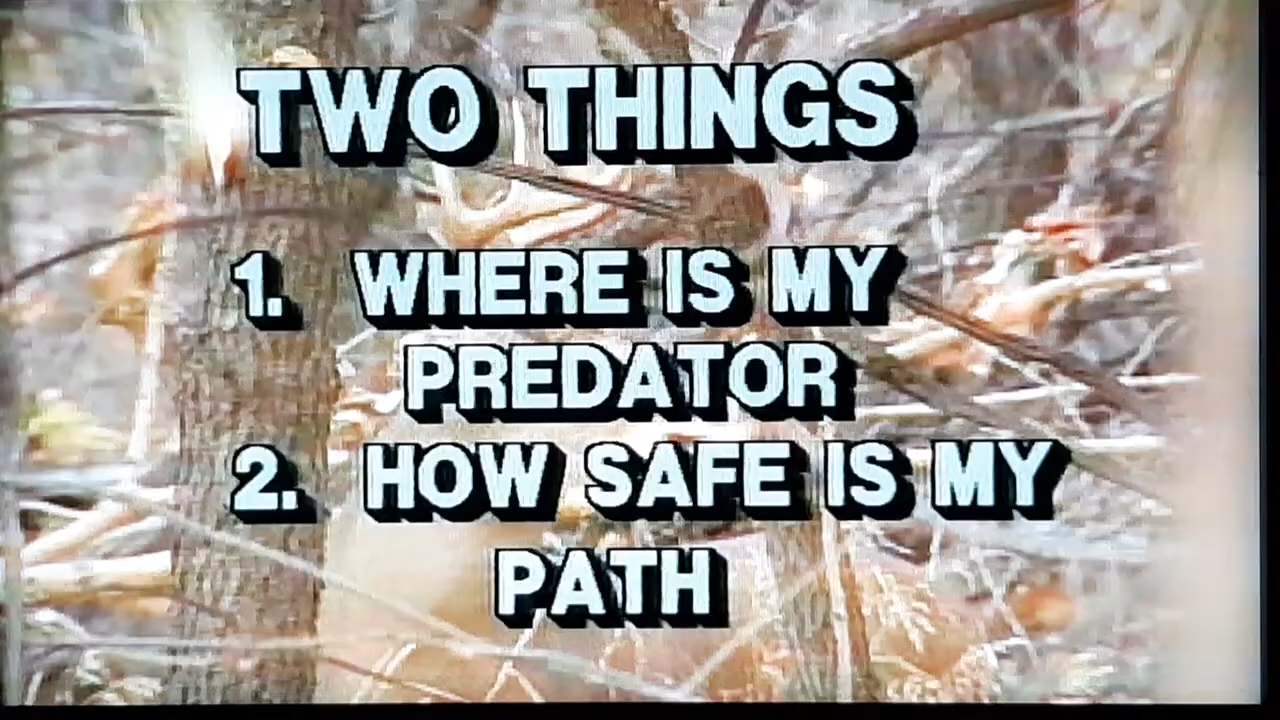 TWO THINGS
1. WHERE IS MY
PREDATOR
2. HOW SAFE IS MY
PATH